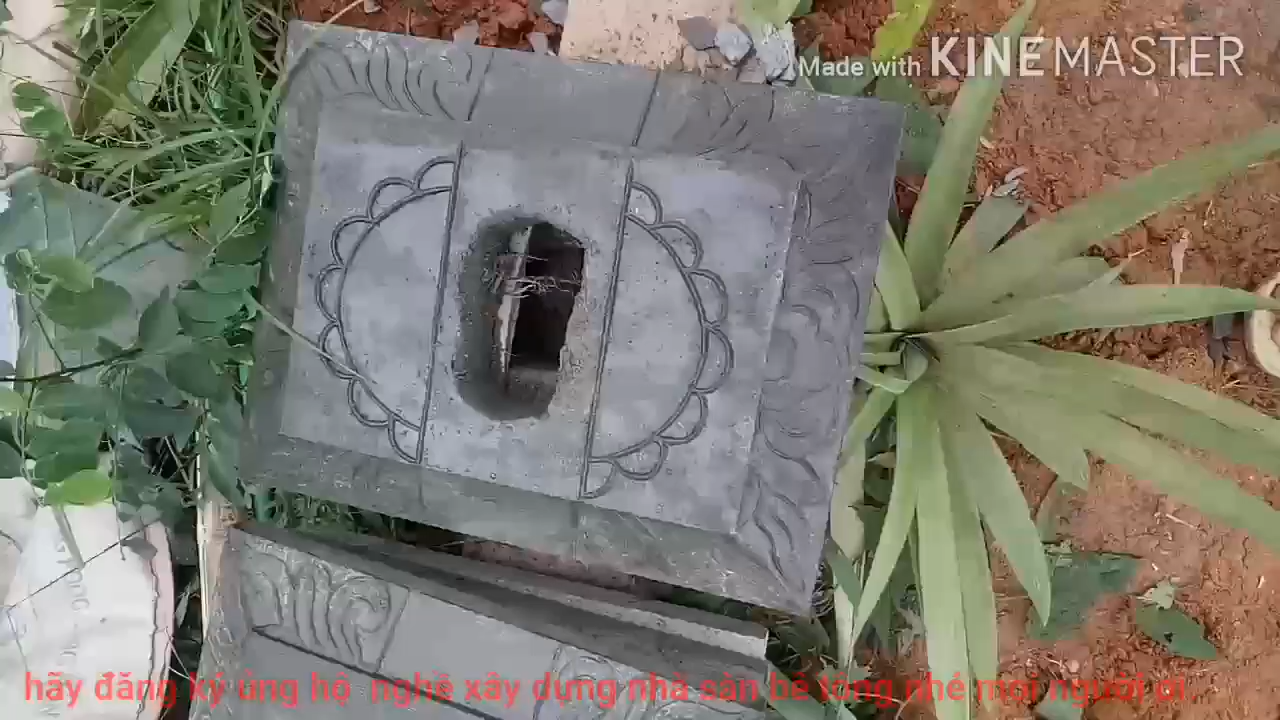 Made with KINEMASTER
hãy đăng ký ủng hộ nghề xây dựng nhà sàn bê tông nhé mọi người ơi